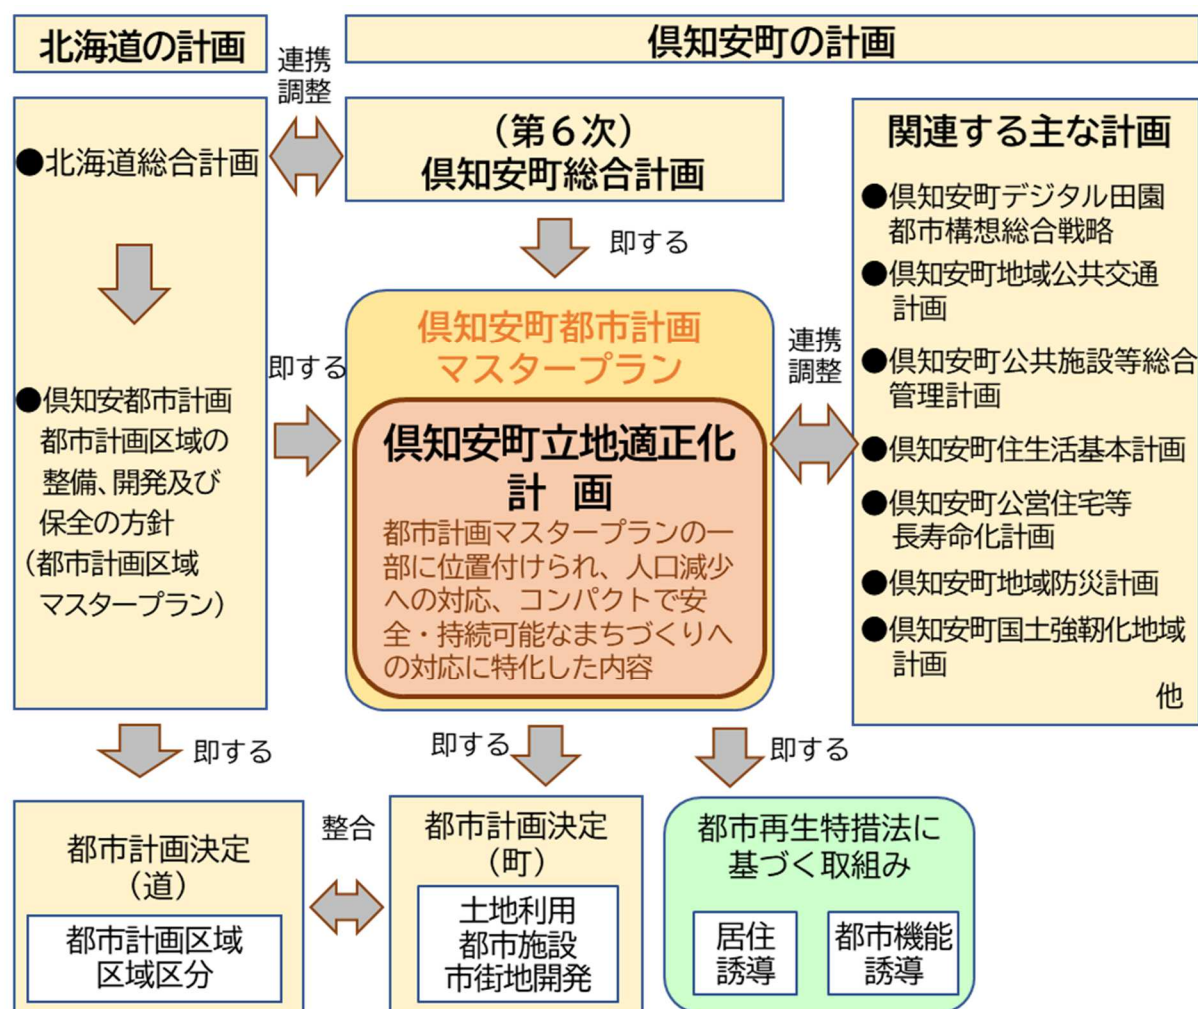 北海道の計画
倶知安町の計画
連携
調整
●北海道総合計画
(第6次)
倶知安町総合計画
即する
●倶知安都市計画
都市計画区域の
整備、開発及び
保全の方針
(都市計画区域
マスタープラン)
即する
倶知安町都市計画
マスタープラン
倶知安町立地適正化
計 画
都市計画マスタープランの一
部に位置付けられ、人口減少
への対応、コンパクトで安
全・持続可能なまちづくりへ
の対応に特化した内容
連携
調整
関連する主な計画
●倶知安町デジタル田園
都市構想総合戦略
●倶知安町地域公共交通
計画
●倶知安町公共施設等総合
管理計画
●倶知安町住生活基本計画
●倶知安町公営住宅等
長寿命化計画
●倶知安町地域防災計画
●倶知安町国土強靭化地域
計画
他
即する
即する
即する
都市計画決定
(道)
都市計画区域
区域区分
整合
都市計画決定
(町)
土地利用
都市施設
市街地開発
都市再生特措法に
基づく取組み
居住
誘導
都市機能
誘導